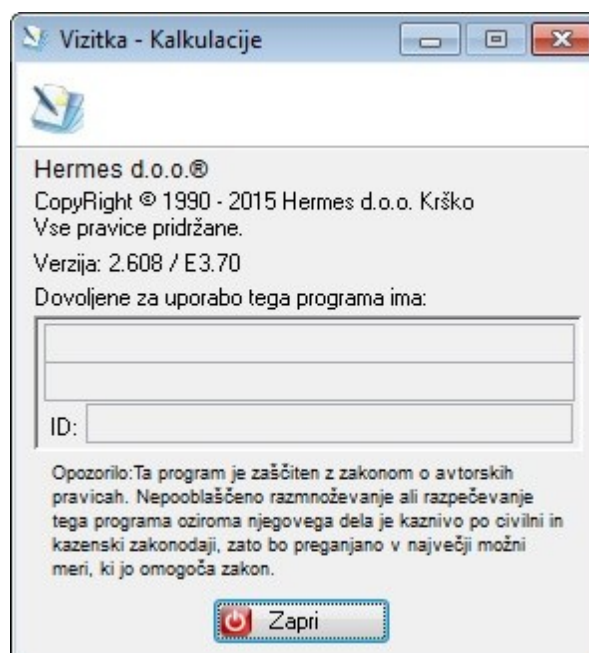 Vizitka - Kalkulacije
Hermes d.o.o.®
CopyRight © 1990 - 2015 Hermes d.o.o. Krško
Vse pravice pridržane.
Verzija: 2.608 / E3.70
Dovoljene za uporabo tega programa ima:
ID:
Opozorilo:Ta program je zaščiten z zakonom o avtorskih
pravicah. Nepooblaščeno razmnoževanje ali razpečevanje
tega programa oziroma njegovega dela je kaznivo po civilni in
kazenski zakonodaji, zato bo preganjano v največji možni
meri, ki jo omogoča zakon.
Zapri